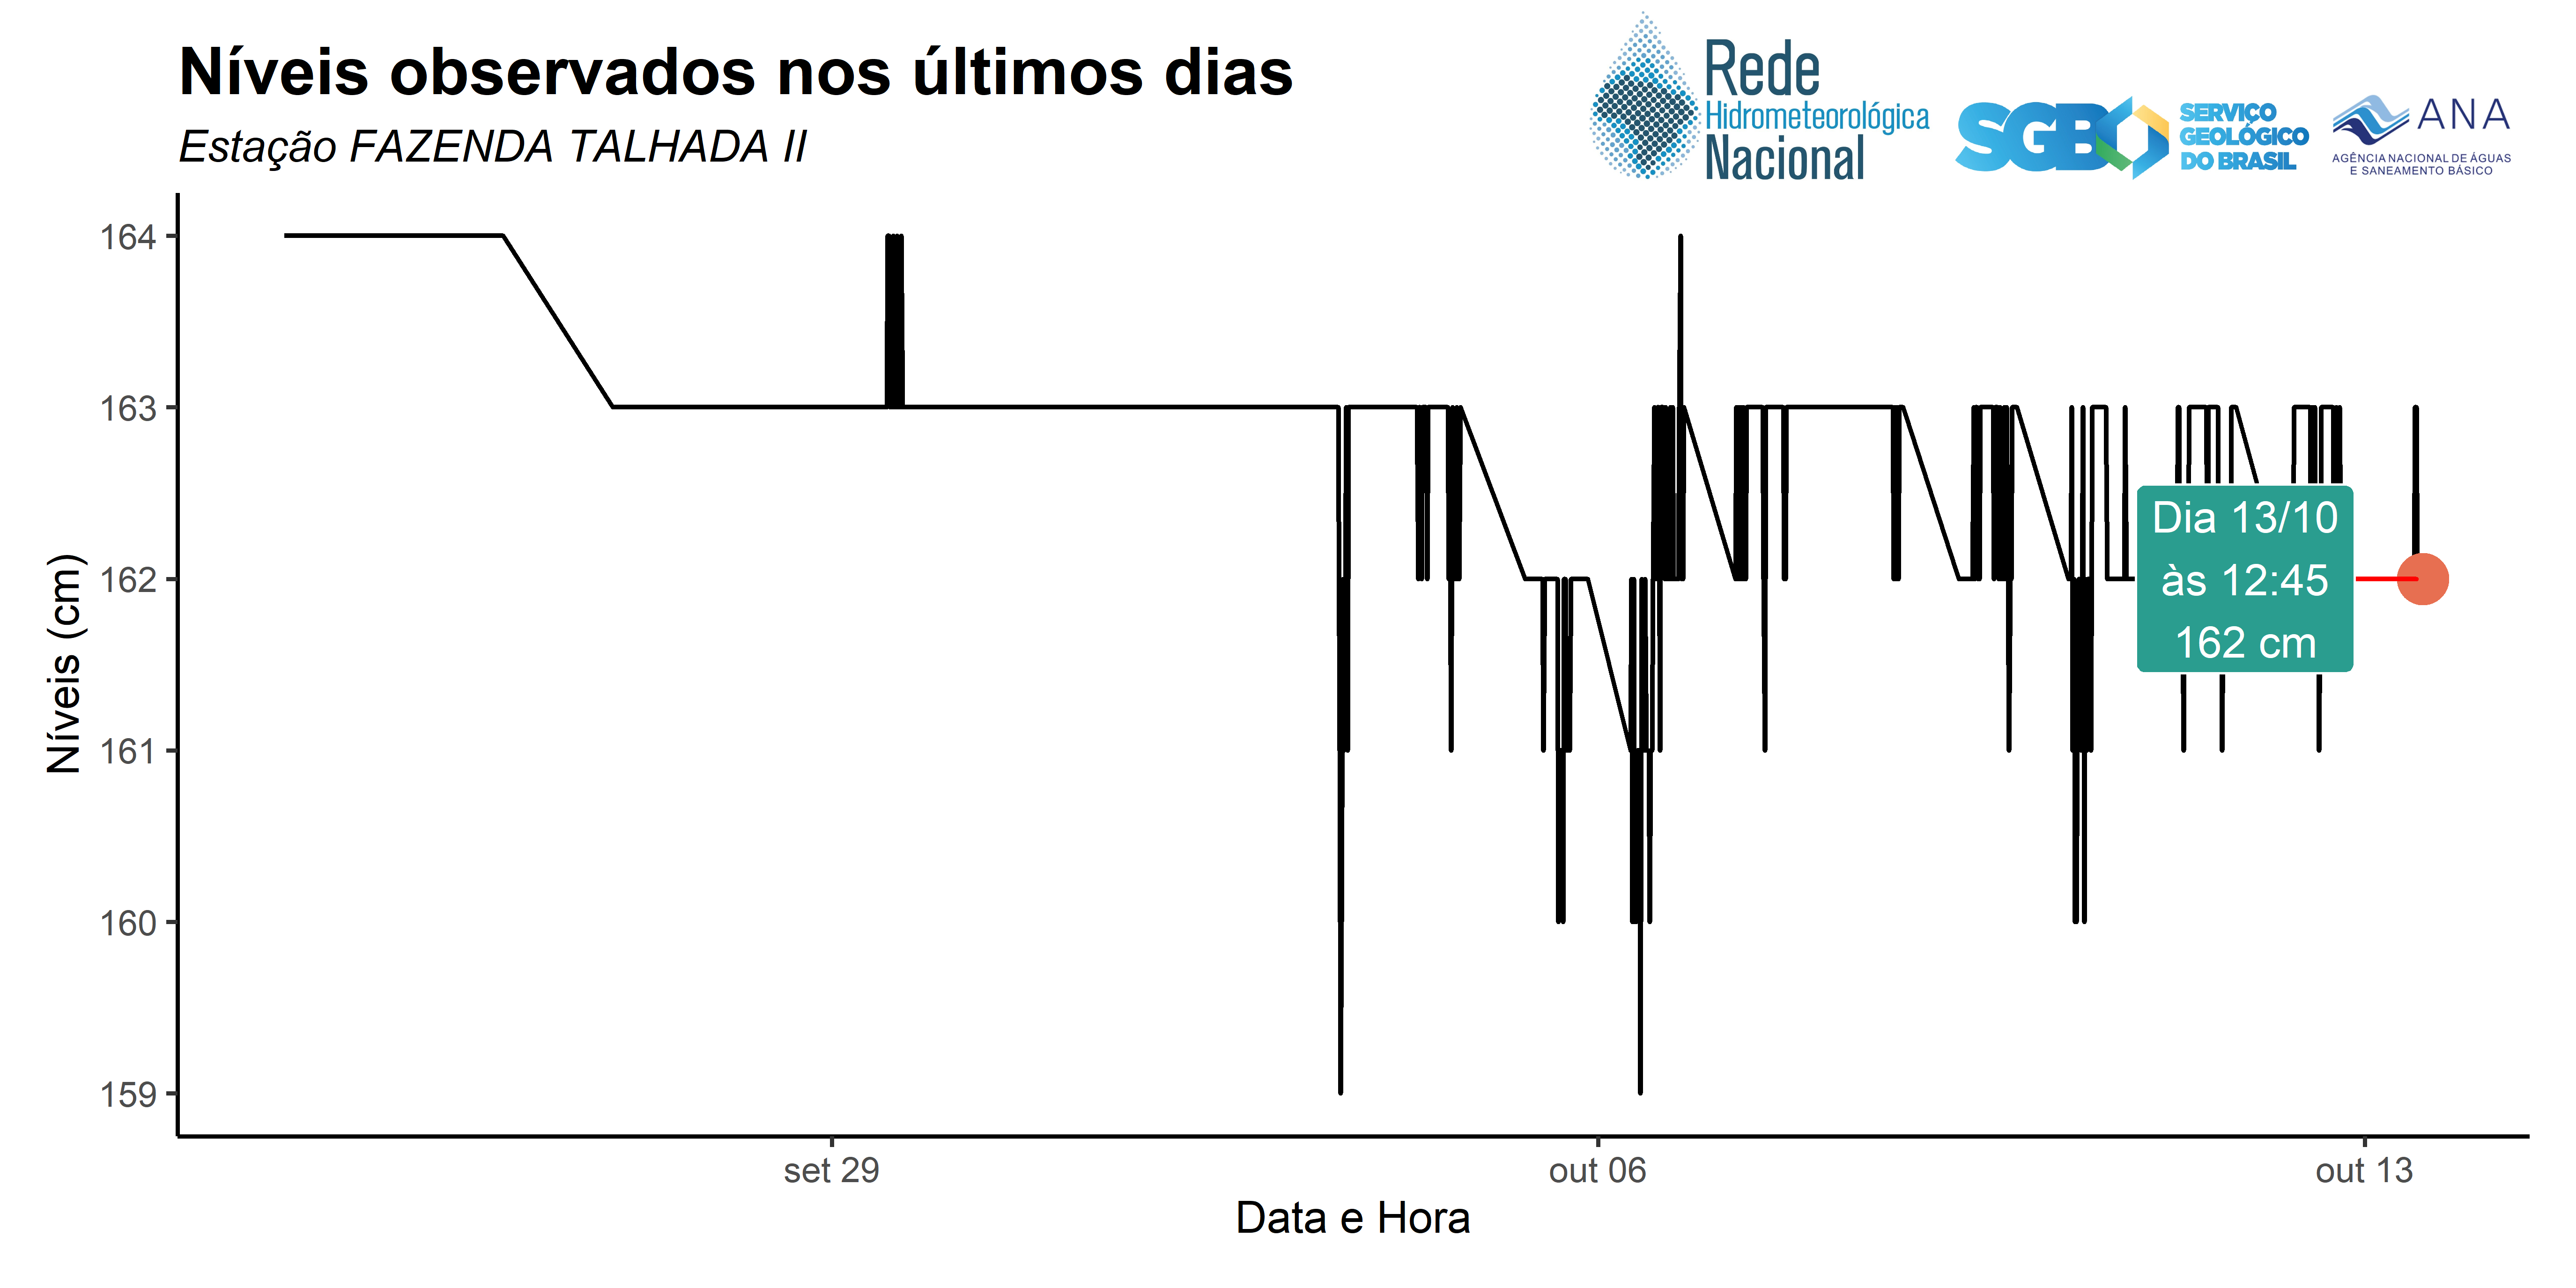 Níveis observados nos últimos dias
Estação FAZENDA TALHADA II
Rede
Hidrometeorológica
Nacional
SGB
SERVIÇO
GEOLÓGICO
DO BRASIL
ANA
AGÊNCIA NACIONAL DE ÁGUAS
E SANEAMENTO BÁSICO
164
163
162
161
160
159
Níveis (cm)
Dia 13/10
às 12:45
162 cm
set 29
out 06
out 13
Data e Hora